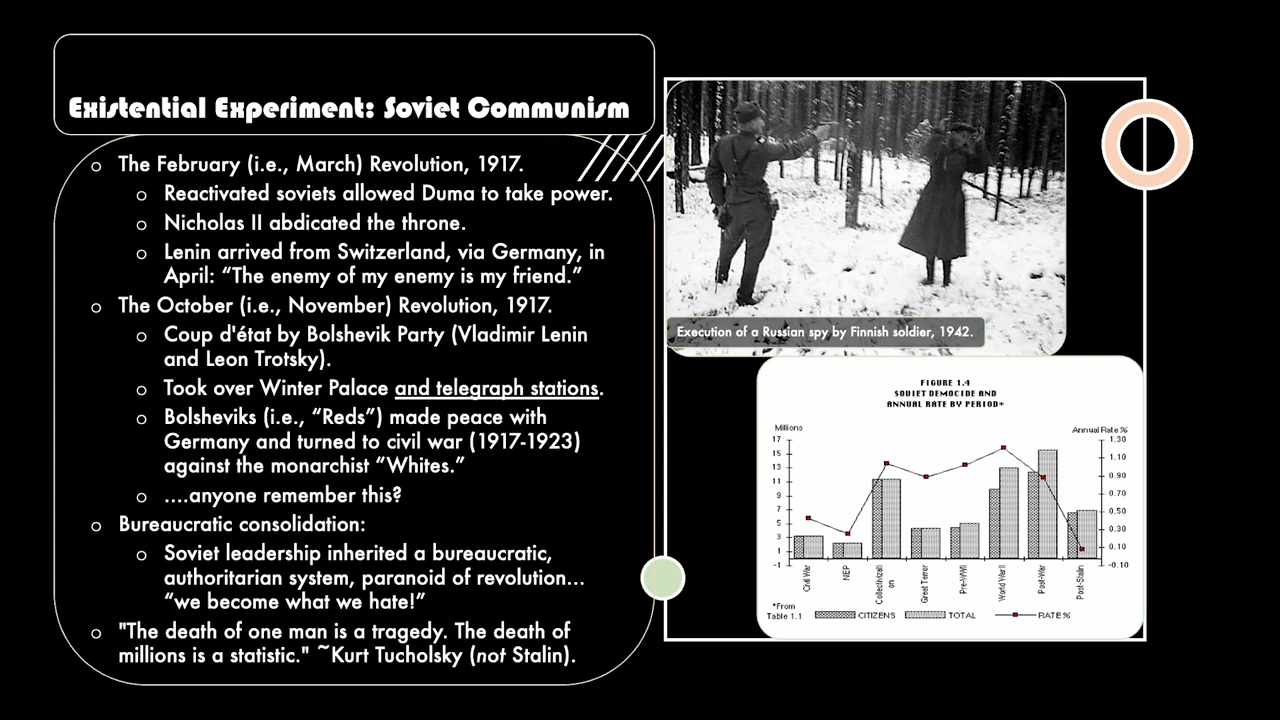 Existential Experiment: Soviet Communism
o The February (i.e., March) Revolution, 1917.
o Reactivated soviets allowed Duma to take power.
o Nicholas II abdicated the throne.
o Lenin arrived from Switzerland, via Germany, in
April: “The enemy of my enemy is my friend.”
o The October (i.e., November) Revolution, 1917.
o Coup d'état by Bolshevik Party (Vladimir Lenin
and Leon Trotsky).
o Took over Winter Palace and telegraph stations.
o Bolsheviks (i.e., “Reds”) made peace with
Germany and turned to civil war (1917-1923)
against the monarchist “Whites.”
o ....anyone remember this?
o Bureaucratic consolidation:
o Soviet leadership inherited a bureaucratic,
authoritarian system, paranoid of revolution...
“we become what we hate!”
o "The death of one man is a tragedy. The death of
millions is a statistic." ~Kurt Tucholsky (not Stalin).
Execution of a Russian spy by Finnish soldier, 1942.
FIGURE 1.4
SOVIET DEMOCIDE AND
ANNUAL RATE BY PERIOD*
Millions
Annual Rate %
17
15
13
11
9
7
5
3
1
-1
1.30
1.10
0.90
0.70
0.50
0.30
0.10
-0.10
Civil War
NEP
Collectivizati
on
Great Terror
Pre-WWII
World War II
Post-War
Post-Stalin
*From
Table 1.1
CITIZENS
TOTAL
RATE %